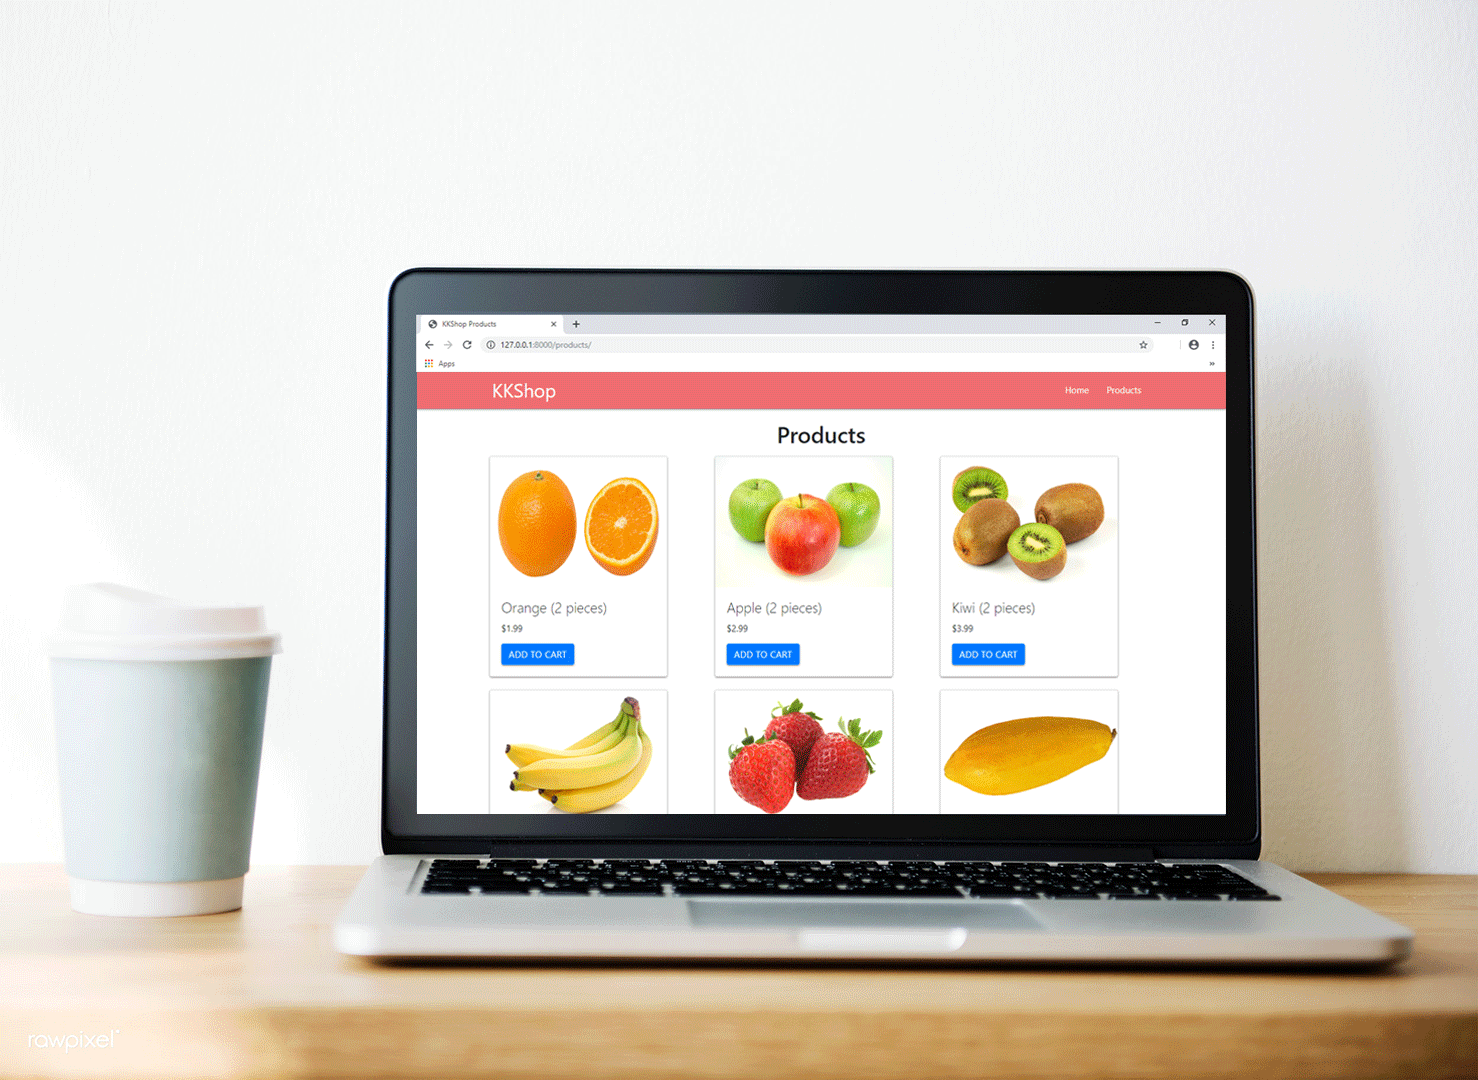 KKShop Products
127.0.0.1:8000/products/
Apps
KKShop
Home
Products
Products
Orange (2 pieces)
$1.99
ADD TO CART
Apple (2 pieces)
$2.99
ADD TO CART
Kiwi (2 pieces)
$3.99
ADD TO CART
rawpixel